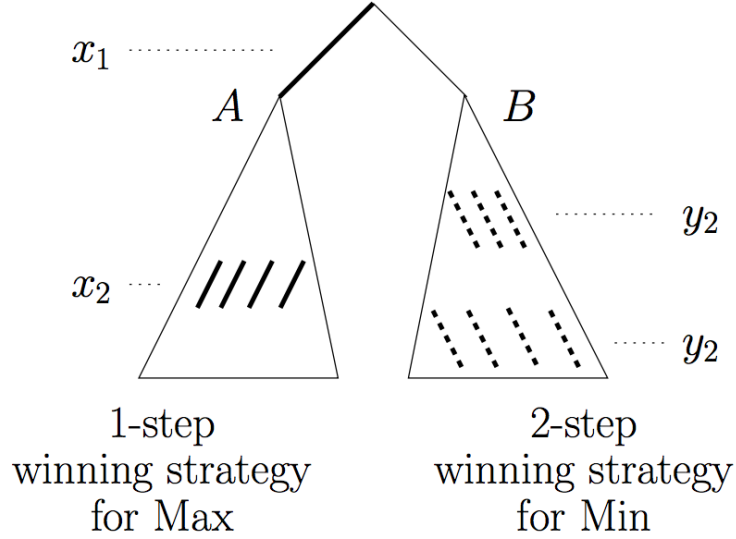 x₁
A B
y₂
x₂
y₂
1-step 2-step
winning strategy winning strategy
for Max for Min